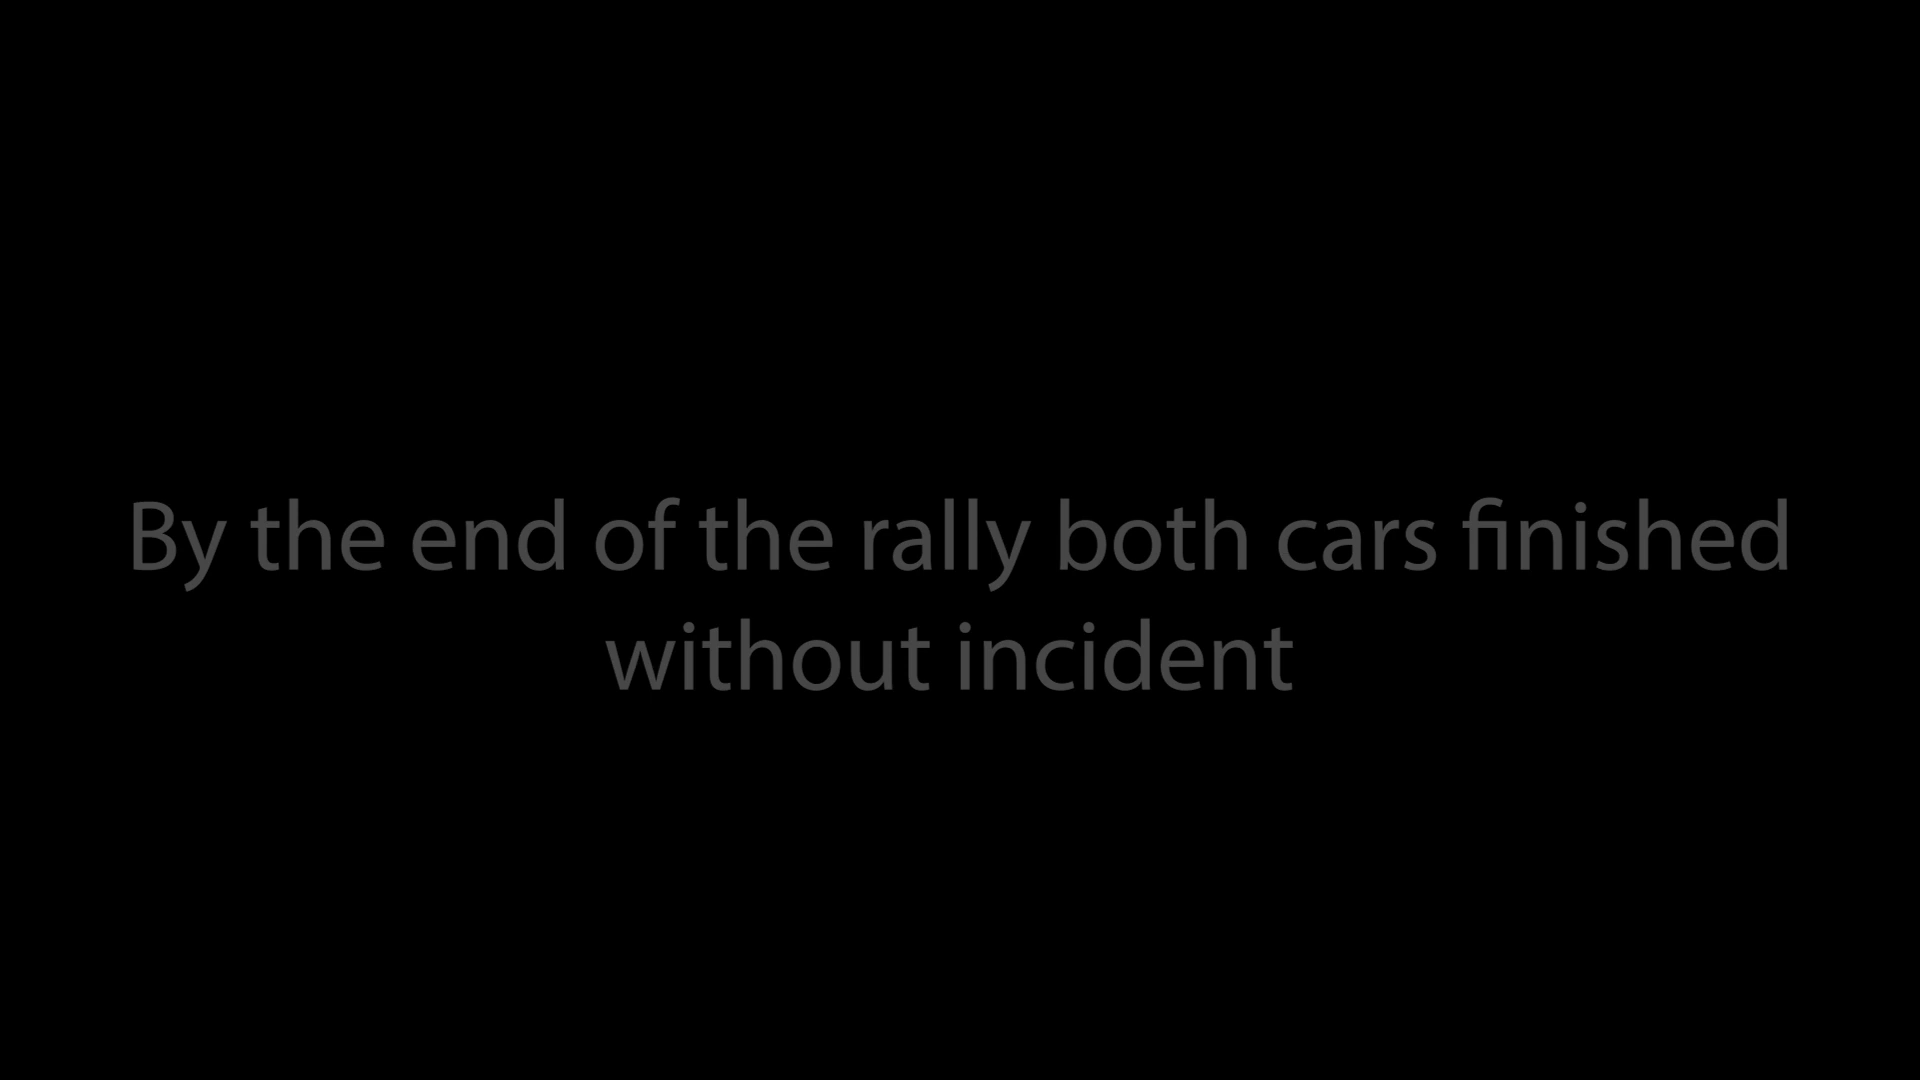 By the end of the rally both cars finished
without incident